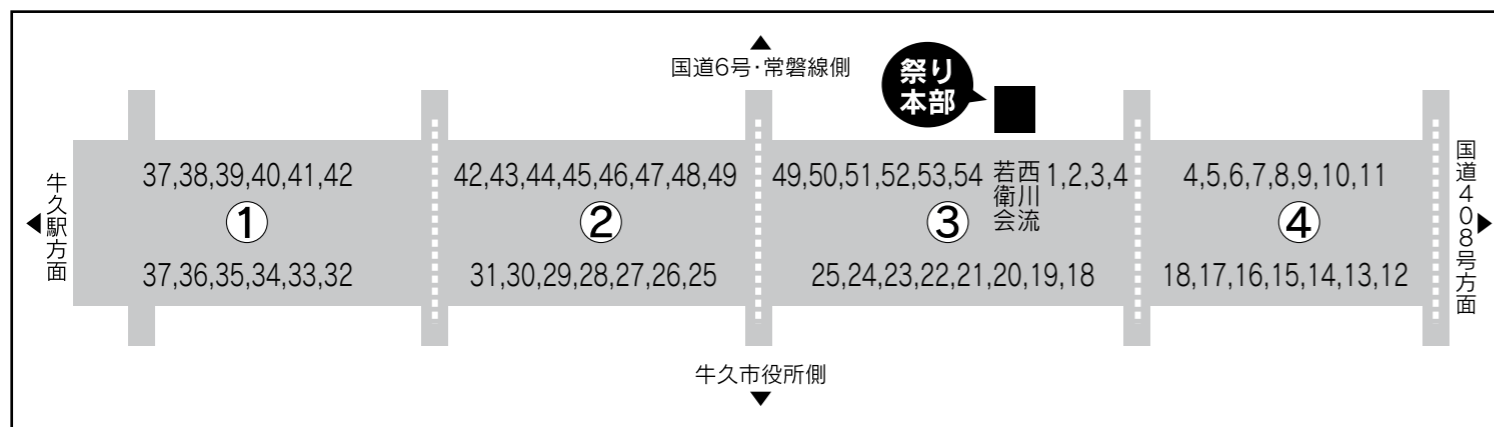 国道6号・常磐線側
祭り
本部
牛久駅方面
37,38,39,40,41,42
①
37,36,35,34,33,32
42,43,44,45,46,47,48,49
②
31,30,29,28,27,26,25
49,50,51,52,53,54
西川流
若衛会
1,2,3,4
③
25,24,23,22,21,20,19,18
4,5,6,7,8,9,10,11
④
18,17,16,15,14,13,12
国道408号方面
牛久市役所側